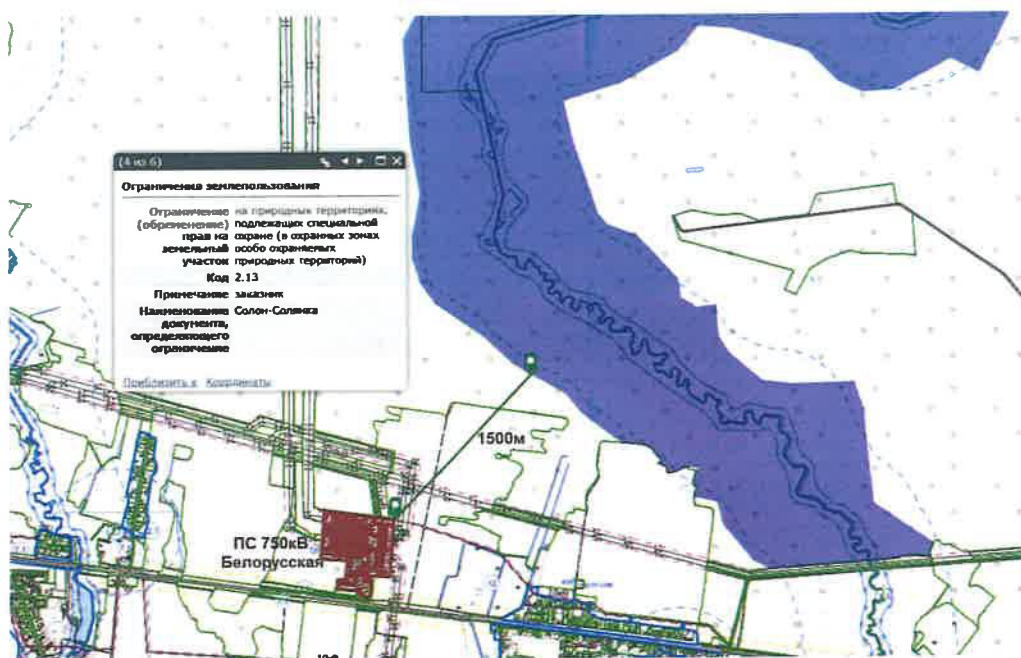 (4 из 6)
Ограничения землепользования
Ограничение на природных территориях,
(обременение) подлежащих специальной
прав на охране (в охранных зонах
земельный особо охраняемых
участок природных территорий)
Код 2.13
Примечание заказник
Наименование Солон-Солянка
документа,
определяющего
ограничение
Приблизить к Координаты
1500м
ПС 750кВ
Белорусская